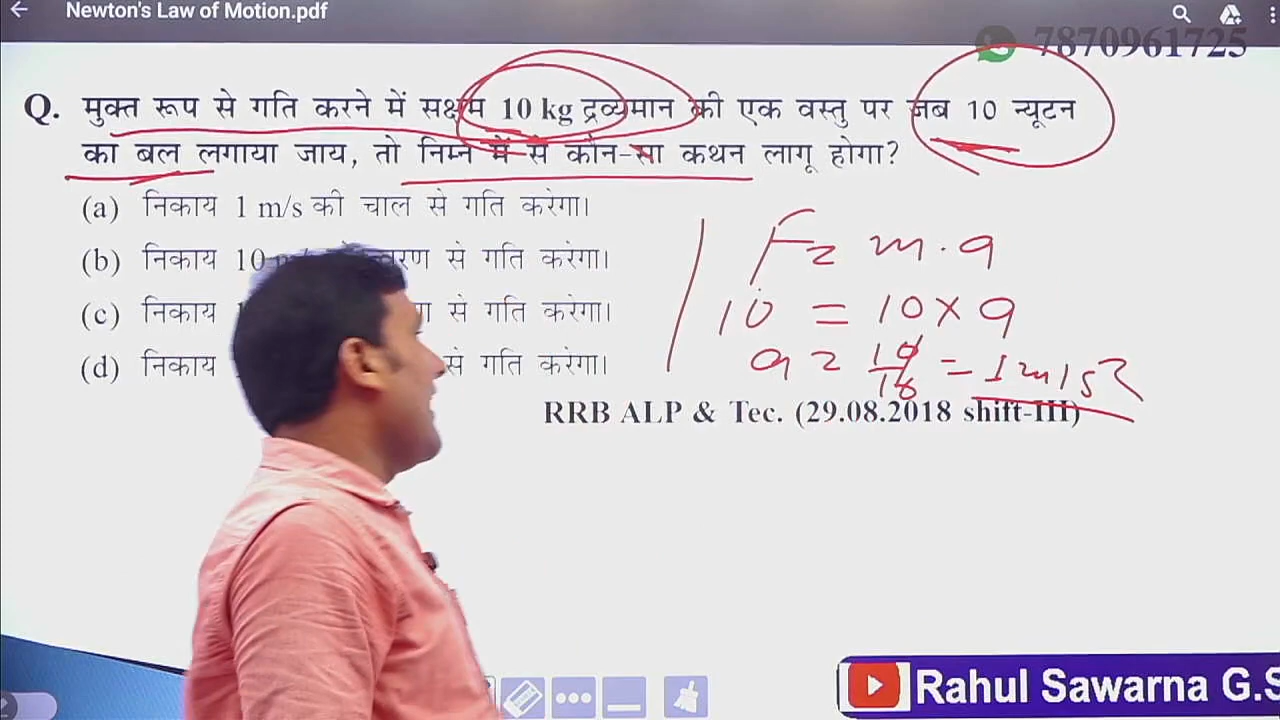 Newton's Law of Motion.pdf
7870961725
Q. मुक्त रूप से गति करने में सक्षम 10 kg द्रव्यमान की एक वस्तु पर जब 10 न्यूटन
का बल लगाया जाय, तो निम्न में से कौन-सा कथन लागू होगा?
(a) निकाय 1 m/s की चाल से गति करेगा।
(b) निकाय 10 से गति करेगा।
(c) निकाय से गति करेगा।
(d) निकाय से गति करेगा।
F = m . a
10 = 10 × a
a = 10/10 = 1 m/s2
RRB ALP & Tec. (29.08.2018 shift-III)
Rahul Sawarna G.S